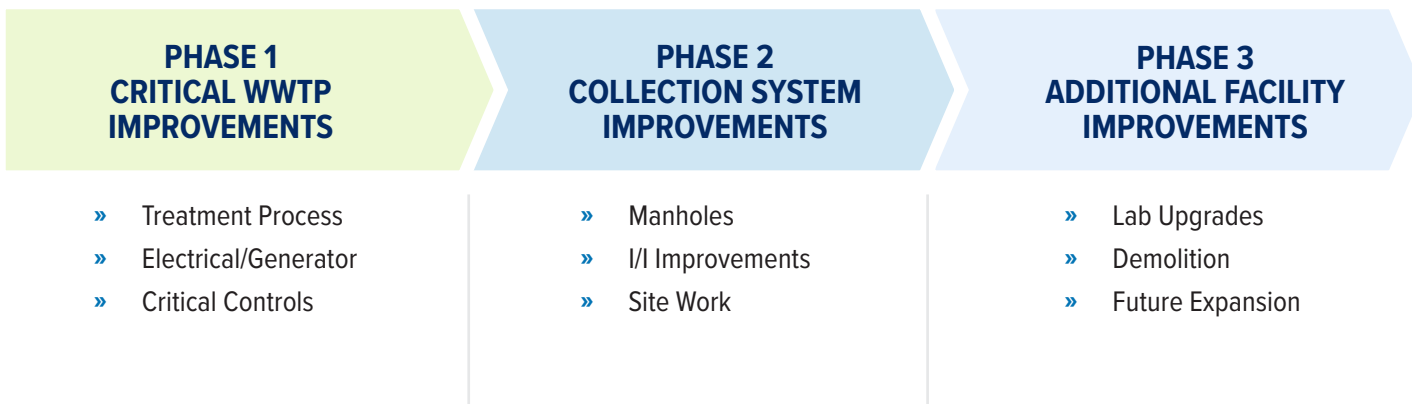 PHASE 1
CRITICAL WWTP
IMPROVEMENTS
» Treatment Process
» Electrical/Generator
» Critical Controls
PHASE 2
COLLECTION SYSTEM
IMPROVEMENTS
» Manholes
» I/I Improvements
» Site Work
PHASE 3
ADDITIONAL FACILITY
IMPROVEMENTS
» Lab Upgrades
» Demolition
» Future Expansion